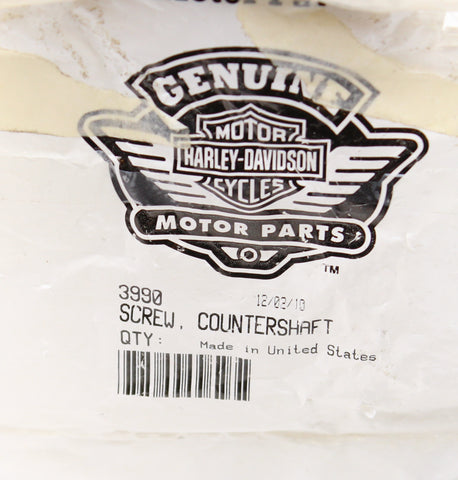 GENUINE
MOTOR
HARLEY-DAVIDSON
CYCLES
MOTOR PARTS
TM
3990 12/03/10
SCREW, COUNTERSHAFT
QTY: Made in United States